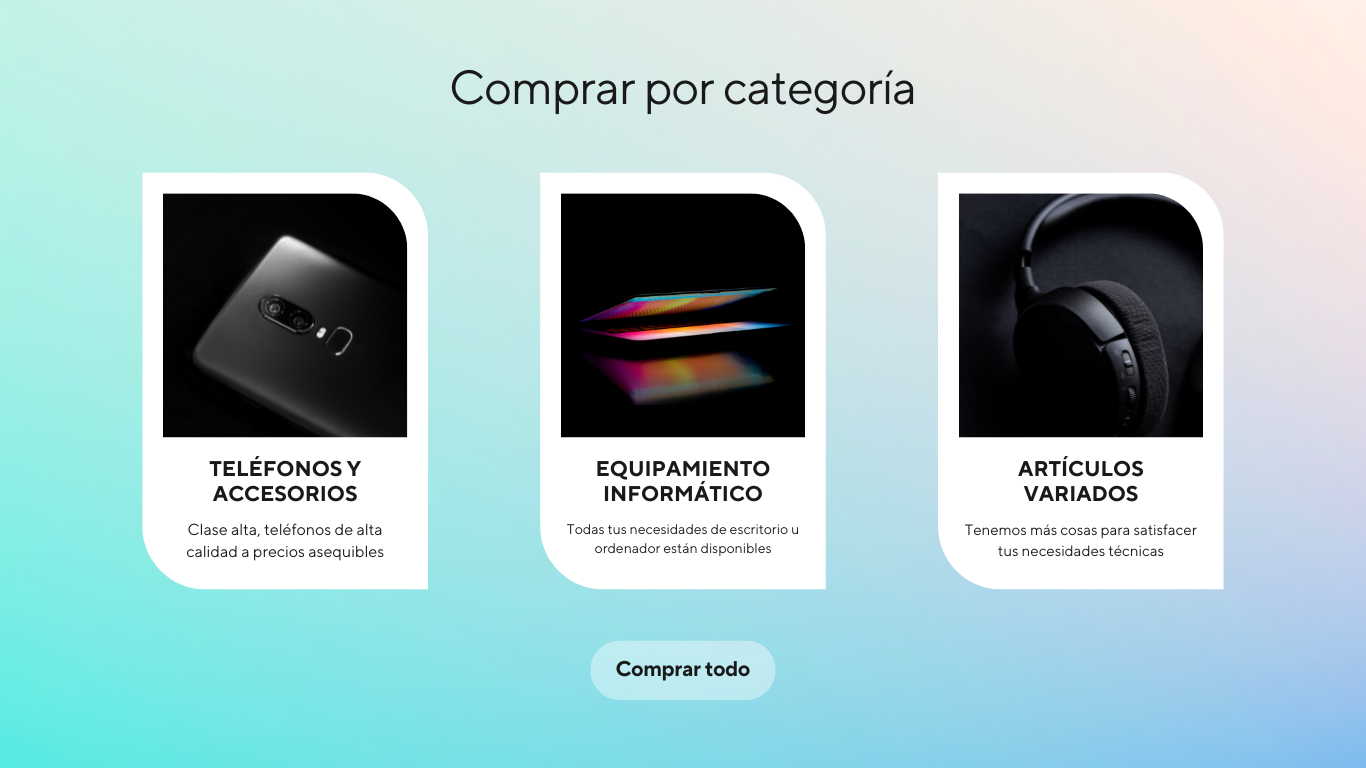 Comprar por categoría
TELÉFONOS Y
ACCESORIOS
Clase alta, teléfonos de alta
calidad a precios asequibles
EQUIPAMIENTO
INFORMÁTICO
Todas tus necesidades de escritorio u
ordenador están disponibles
ARTÍCULOS
VARIADOS
Tenemos más cosas para satisfacer
tus necesidades técnicas
Comprar todo